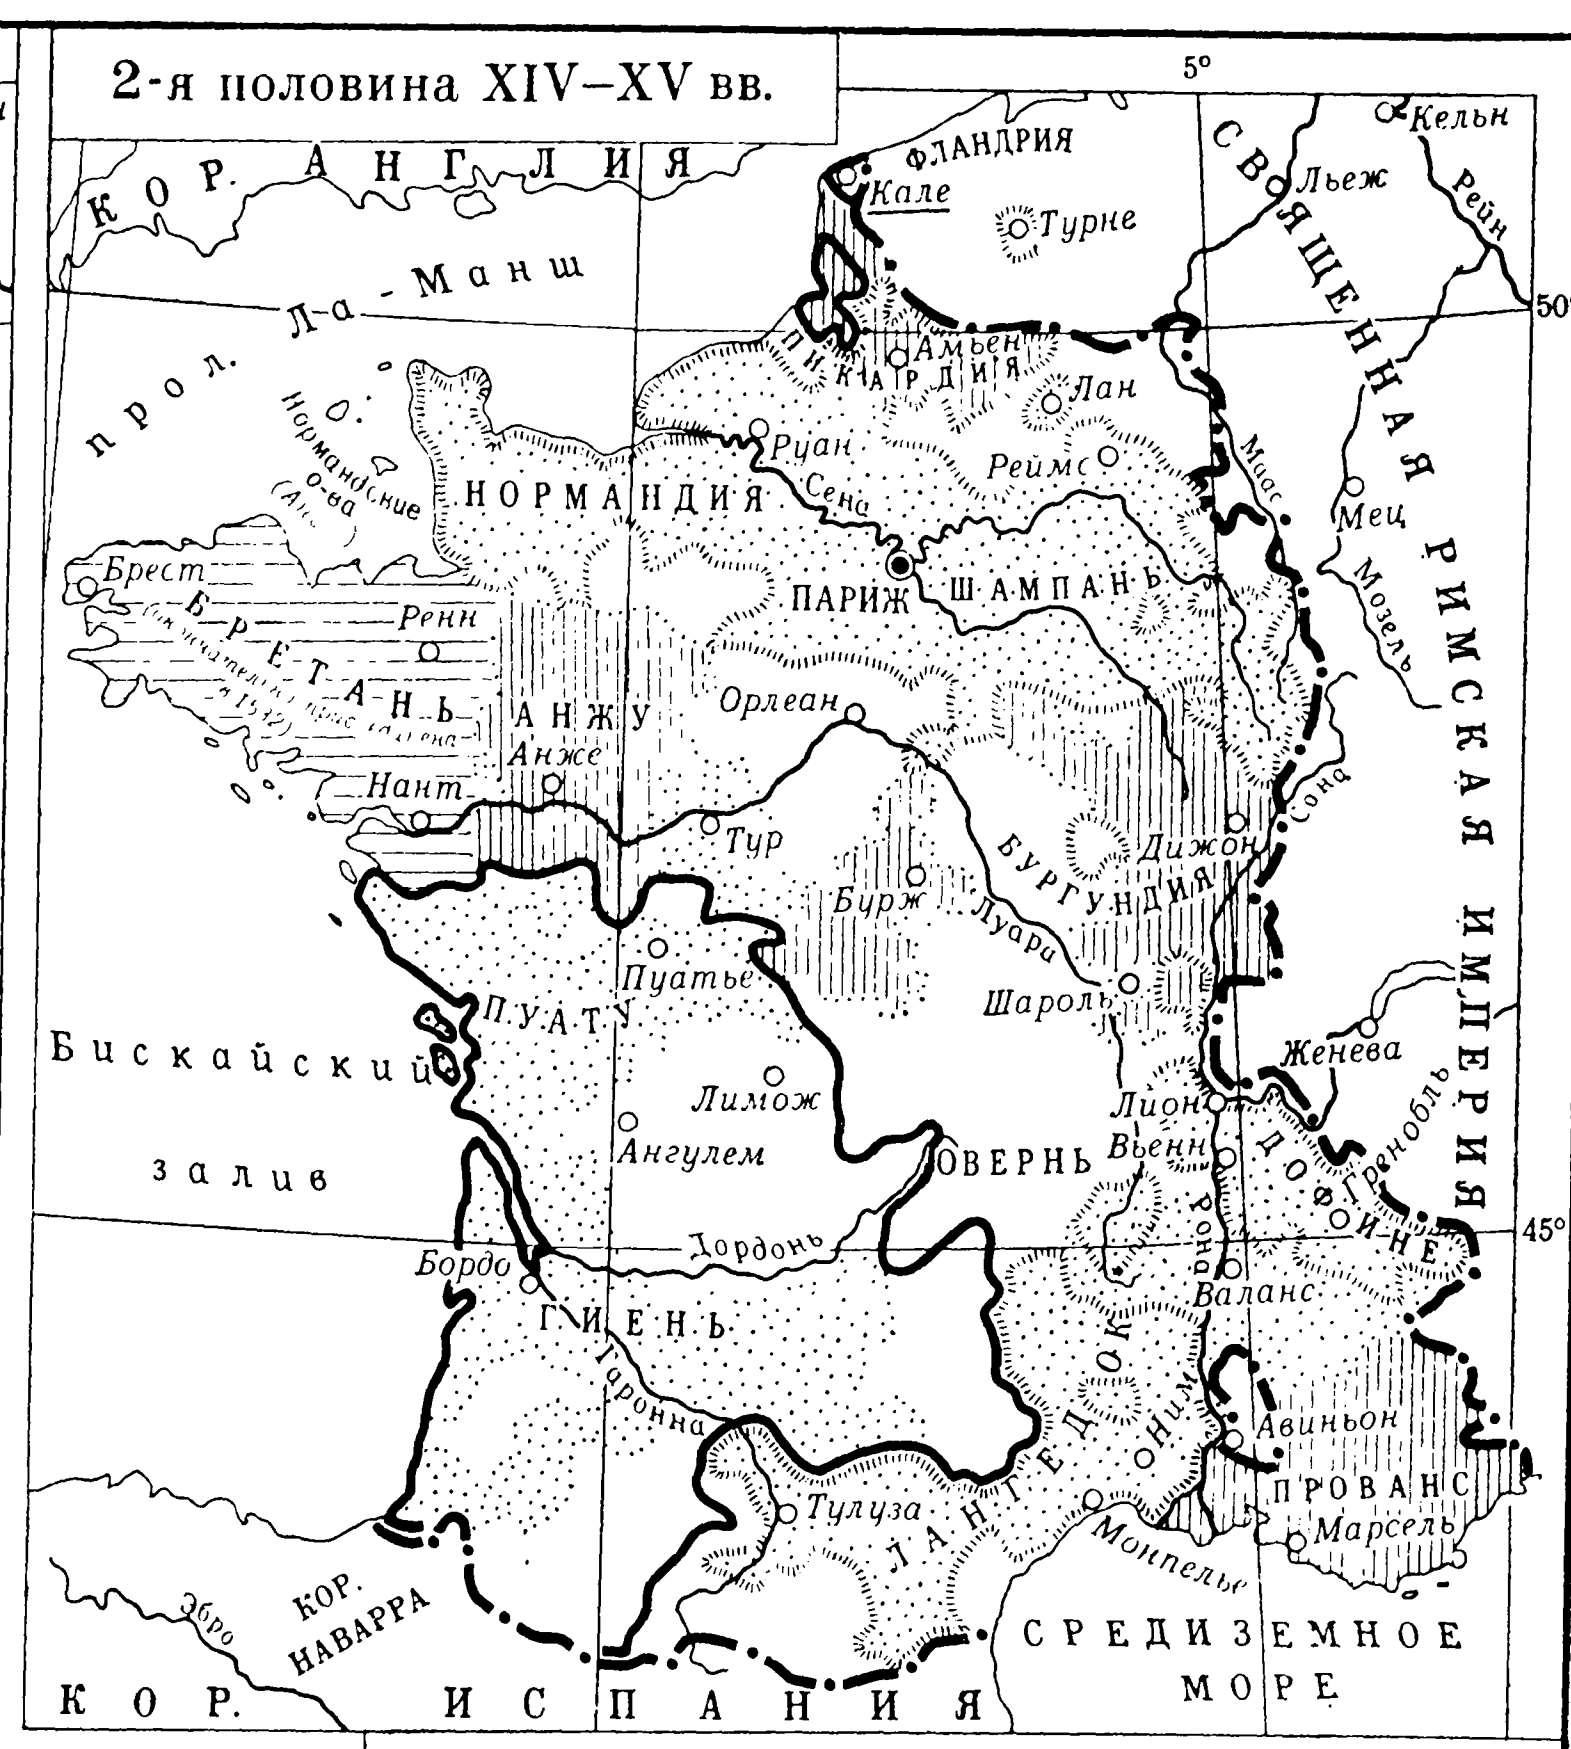 2-я половина XIV–XV вв.
5°
КОР. АНГЛИЯ
ФЛАНДРИЯ
Кельн
СВЯЩЕННАЯ РИМСКАЯ ИМПЕРИЯ
Льеж
Рейн
Кале
Турне
прол. Ла-Манш
50°
ПИКАРДИЯ
Амьен
Лан
Нормандские
о-ва
Руан
Реймс
Маас
НОРМАНДИЯ
Сена
Мец
Брест
ПАРИЖ
ШАМПАНЬ
Мозель
Ренн
БРЕТАНЬ
АНЖУ
Орлеан
Анже
Нант
Сона
Тур
БУРГУНДИЯ
Дижон
Бурж
Луара
Пуатье
Шароль
ПУАТУ
Бискайский
залив
Женева
Лимож
Лион
Ангулем
ОВЕРНЬ
Вьенн
ДОФИНЕ
Гренобль
45°
Дордонь
Бордо
Рона
Валанс
ГИЕНЬ
Гаронна
ЛАНГЕДОК
Ним
Авиньон
ПРОВАНС
Тулуза
Марсель
Монпелье
Эбро
КОР.
НАВАРРА
СРЕДИЗЕМНОЕ
МОРЕ
КОР. ИСПАНИЯ